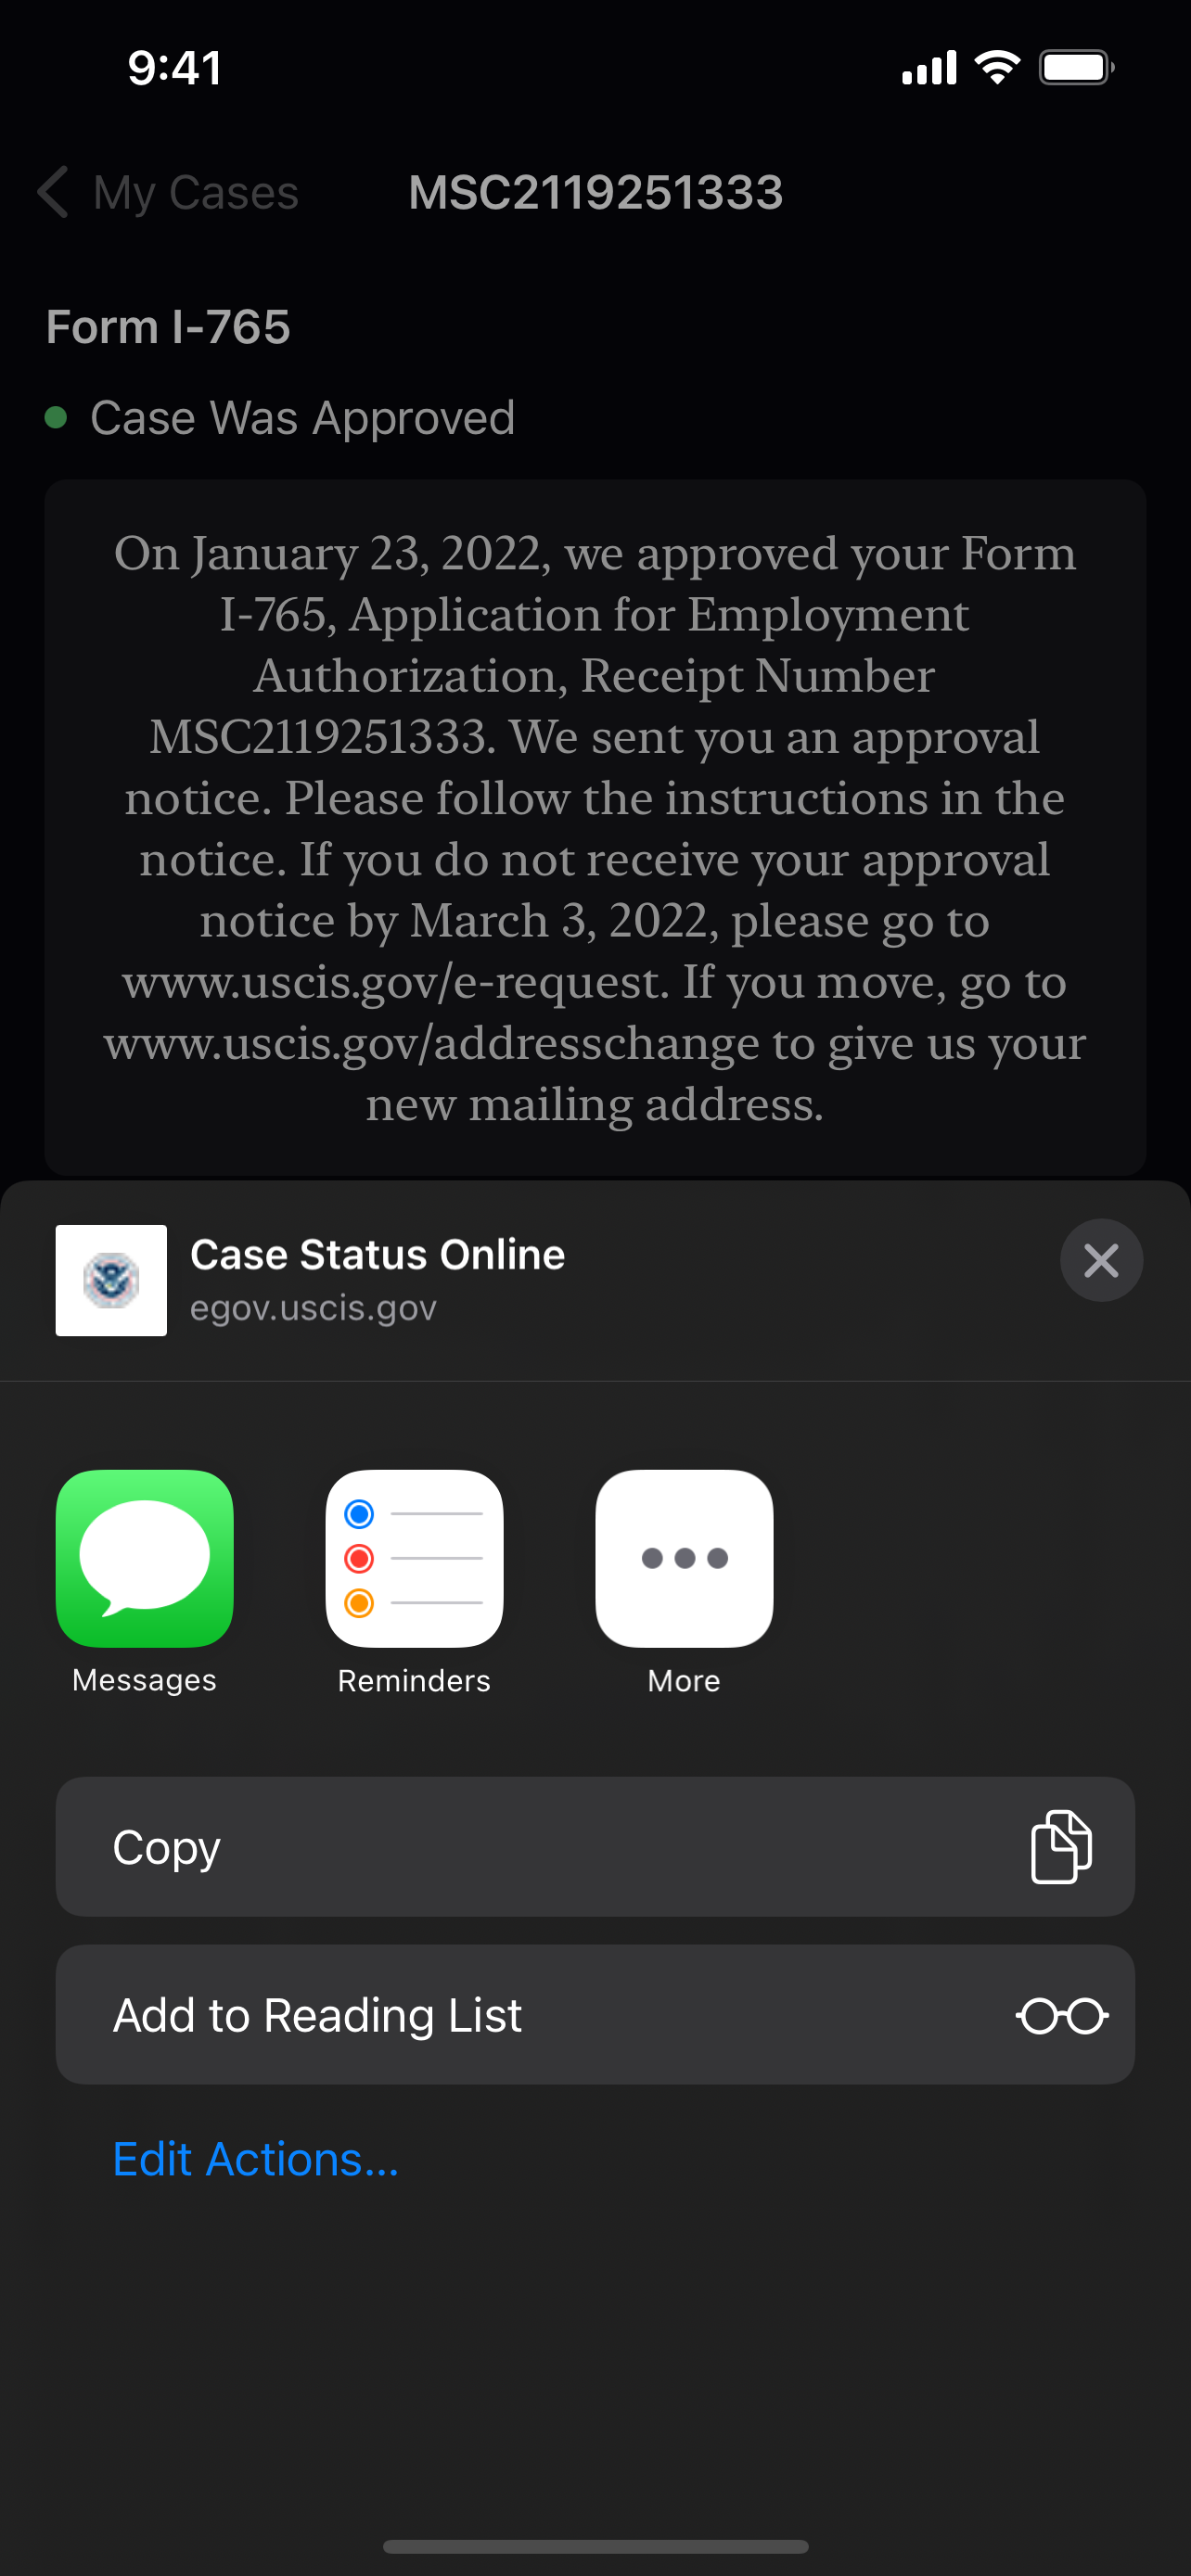 9:41
My Cases
MSC2119251333
Form I-765
Case Was Approved
On January 23, 2022, we approved your Form
I-765, Application for Employment
Authorization, Receipt Number
MSC2119251333. We sent you an approval
notice. Please follow the instructions in the
notice. If you do not receive your approval
notice by March 3, 2022, please go to
www.uscis.gov/e-request. If you move, go to
www.uscis.gov/addresschange to give us your
new mailing address.
Case Status Online
egov.uscis.gov
Messages
Reminders
More
Copy
Add to Reading List
Edit Actions...